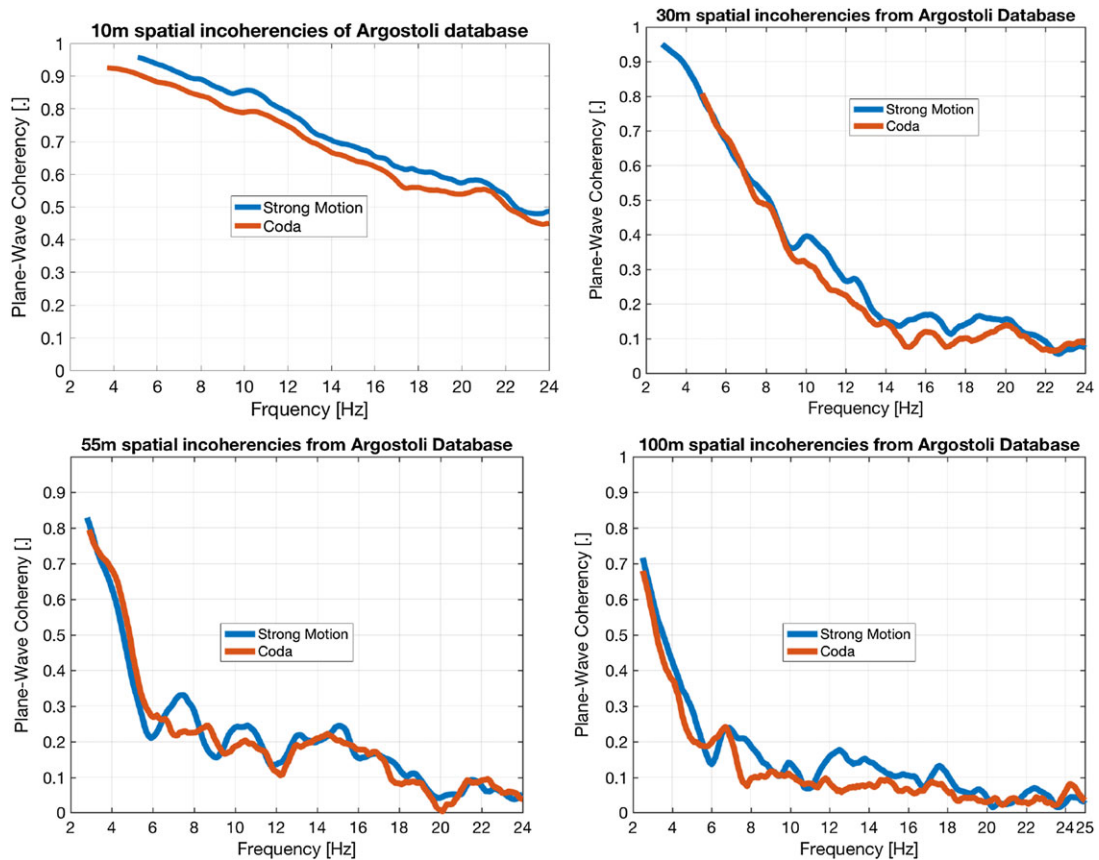 10m spatial incoherencies of Argostoli database
1
0.9
0.8
0.7
0.6
0.5
0.4
0.3
0.2
0.1
0
Plane-Wave Coherency [.]
Strong Motion
Coda
2 4 6 8 10 12 14 16 18 20 22 24
Frquency [Hz]
30m spatial incoherencies from Argostoli Database
1
0.9
0.8
0.7
0.6
0.5
0.4
0.3
0.2
0.1
0
Plane-Wave Coherency [.]
Strong Motion
Coda
2 4 6 8 10 12 14 16 18 20 22 24
Frequency [Hz]
55m spatial incoherencies from Argostoli Database
0.9
0.8
0.7
0.6
0.5
0.4
0.3
0.2
0.1
0
Plane-Wave Cohereny [.]
Strong Motion
Coda
2 4 6 8 10 12 14 16 18 20 22 24
Frequency [Hz]
100m spatial incoherencies from Argostoli Database
1
0.9
0.8
0.7
0.6
0.5
0.4
0.3
0.2
0.1
0
Plane-Wave Coherency [.]
Strong Motion
Coda
2 4 6 8 10 12 14 16 18 20 22 24 25
Frequency [Hz]